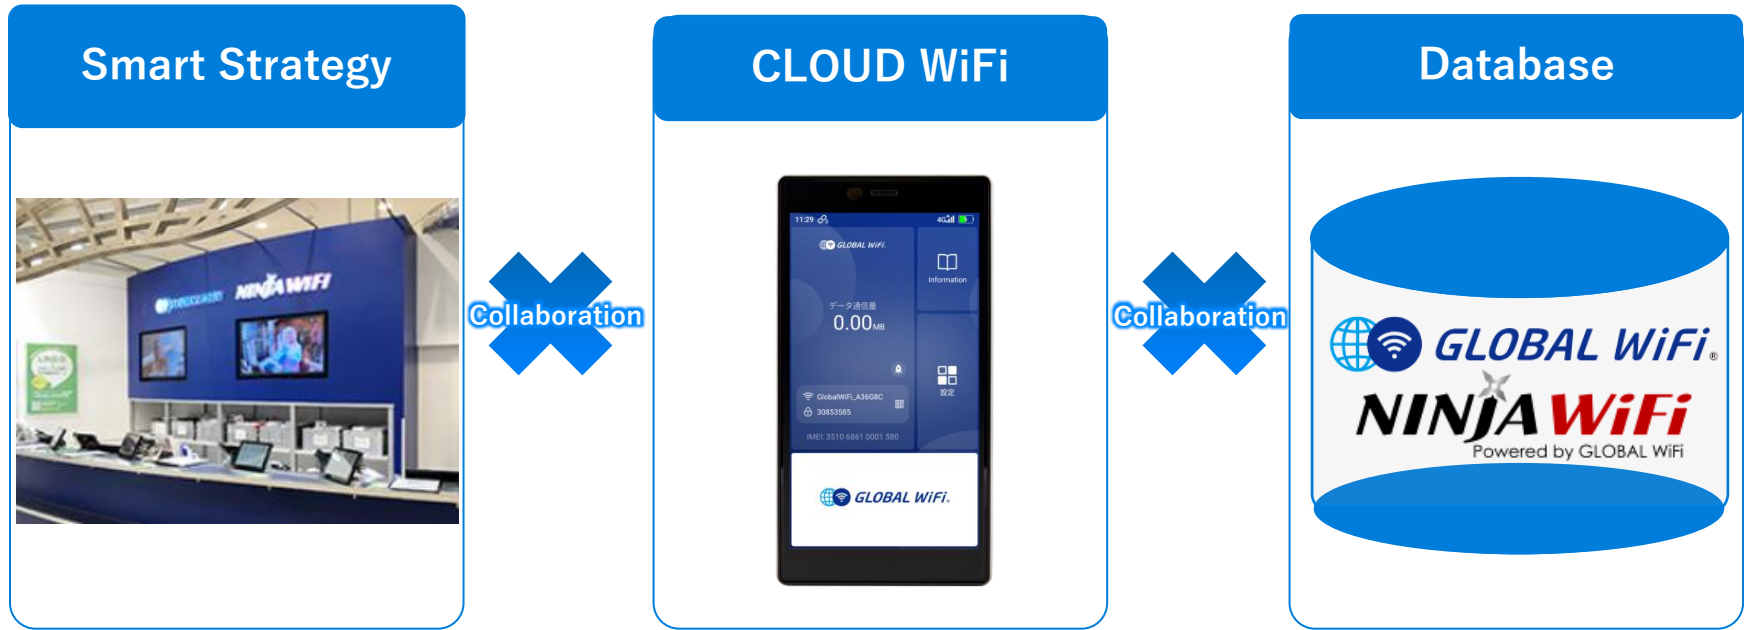 Smart Strategy
CLOUD WiFi
Database
NINJA WiFi
Collaboration
11:29
4G
GLOBAL WiFi.
Information
データ通信量
0.00MB
設定
GlobalWiFi_A36G8C
30853585
IMEI: 3510 6861 0001 580
GLOBAL WiFi.
Collaboration
GLOBAL WiFi®
NINJA WiFi
Powered by GLOBAL WiFi